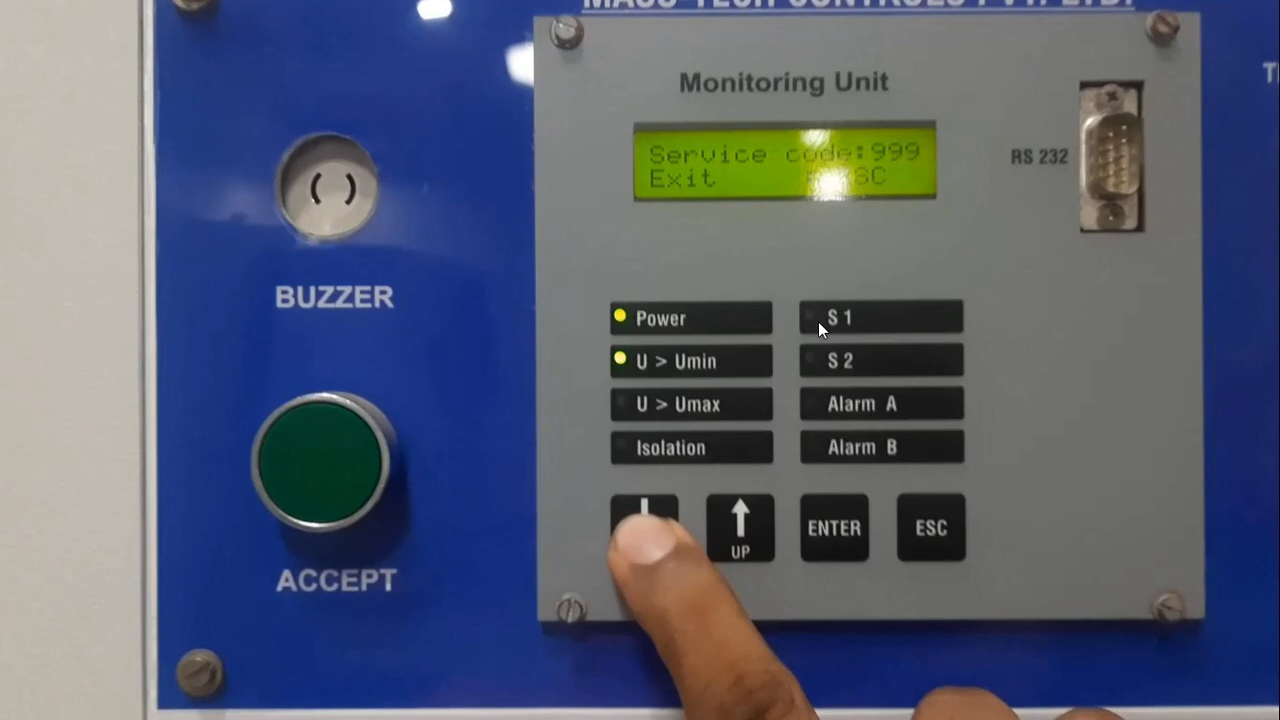 MASS-TECH CONTROLS PVT. LTD.
Monitoring Unit
Service code:999
Exit
RS 232
BUZZER
Power
S 1
U > Umin
S 2
U > Umax
Alarm A
Isolation
Alarm B
UP
ENTER
ESC
ACCEPT